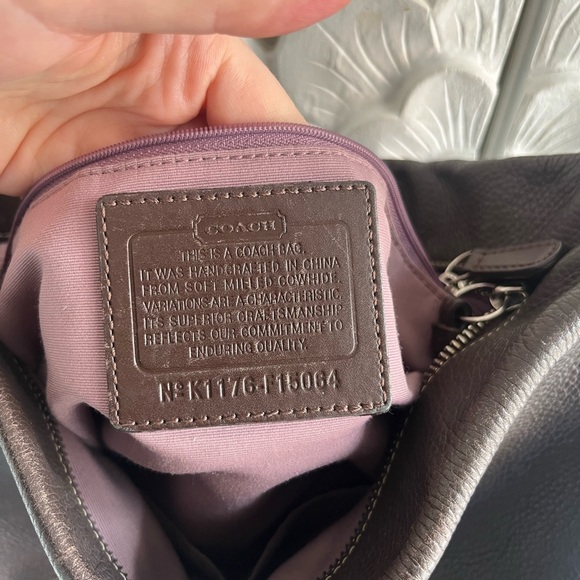 COACH
THIS IS A COACH BAG.
IT WAS HANDCRAFTED IN CHINA
FROM SOFT MILLED COWHIDE.
VARIATIONS ARE A CHARACTERISTIC.
ITS SUPERIOR CRAFTSMANSHIP
REFLECTS OUR COMMITMENT TO
ENDURING QUALITY.
Nº K1176-F15064